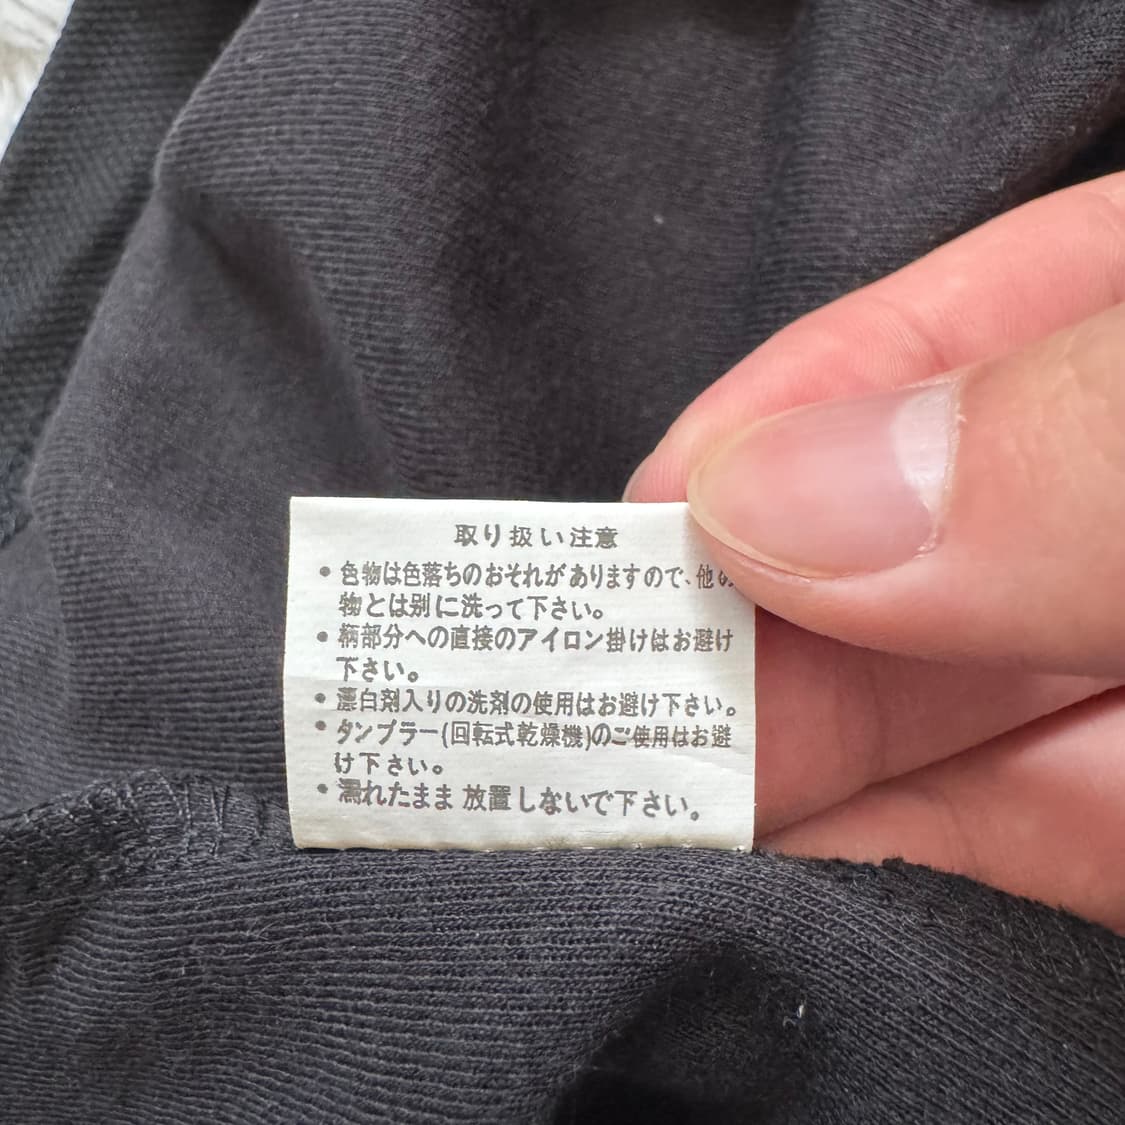 取り扱い注意
• 色物は色落ちのおそれがありますので、他の
物とは別に洗って下さい。
• 柄部分への直接のアイロン掛けはお避け
下さい。
• 漂白剤入りの洗剤の使用はお避け下さい。
• タンブラー(回転式乾燥機)のご使用はお避
け下さい。
• 濡れたまま 放置しないで下さい。